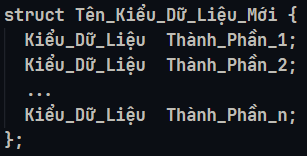 struct Tên_Kiểu_Dữ_Liệu_Mới {
  Kiểu_Dữ_Liệu  Thành_Phần_1;
  Kiểu_Dữ_Liệu  Thành_Phần_2;
  ...
  Kiểu_Dữ_Liệu  Thành_Phần_n;
};